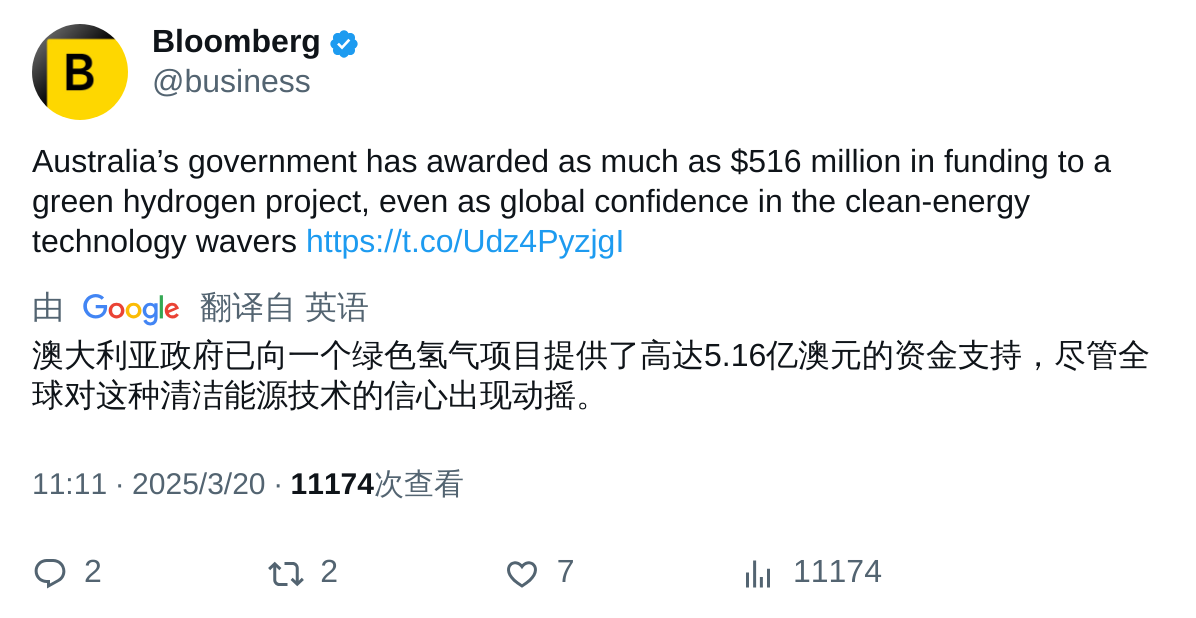 B
Bloomberg
@business
Australia’s government has awarded as much as $516 million in funding to a
green hydrogen project, even as global confidence in the clean-energy
technology wavers https://t.co/Udz4PyzjgI
由 Google 翻译自 英语
澳大利亚政府已向一个绿色氢气项目提供了高达5.16亿澳元的资金支持，尽管全
球对这种清洁能源技术的信心出现动摇。
11:11 · 2025/3/20 · 11174次查看
2 2 7 11174